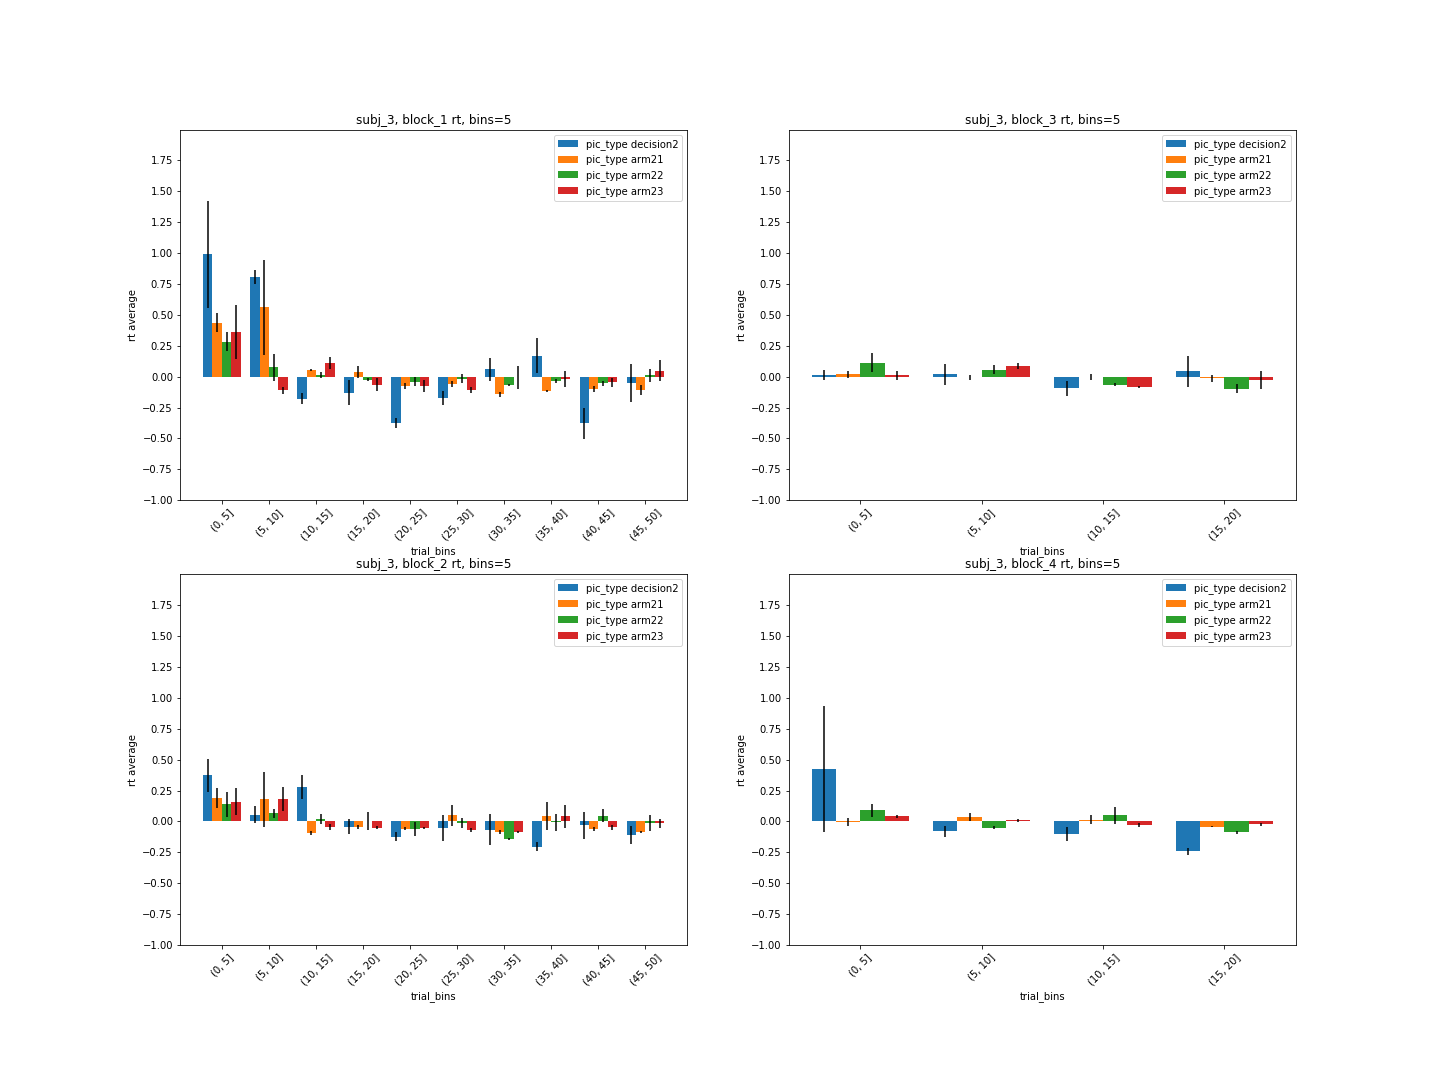 subj_3, block_1 rt, bins=5
pic_type decision2
pic_type arm21
pic_type arm22
pic_type arm23
rt average
1.75
1.50
1.25
1.00
0.75
0.50
0.25
0.00
−0.25
−0.50
−0.75
−1.00
(0, 5]
(5, 10]
(10, 15]
(15, 20]
(20, 25]
(25, 30]
(30, 35]
(35, 40]
(40, 45]
(45, 50]
trial_bins
subj_3, block_3 rt, bins=5
pic_type decision2
pic_type arm21
pic_type arm22
pic_type arm23
rt average
1.75
1.50
1.25
1.00
0.75
0.50
0.25
0.00
−0.25
−0.50
−0.75
−1.00
(0, 5]
(5, 10]
(10, 15]
(15, 20]
trial_bins
subj_3, block_2 rt, bins=5
pic_type decision2
pic_type arm21
pic_type arm22
pic_type arm23
rt average
1.75
1.50
1.25
1.00
0.75
0.50
0.25
0.00
−0.25
−0.50
−0.75
−1.00
(0, 5]
(5, 10]
(10, 15]
(15, 20]
(20, 25]
(25, 30]
(30, 35]
(35, 40]
(40, 45]
(45, 50]
trial_bins
subj_3, block_4 rt, bins=5
pic_type decision2
pic_type arm21
pic_type arm22
pic_type arm23
rt average
1.75
1.50
1.25
1.00
0.75
0.50
0.25
0.00
−0.25
−0.50
−0.75
−1.00
(0, 5]
(5, 10]
(10, 15]
(15, 20]
trial_bins